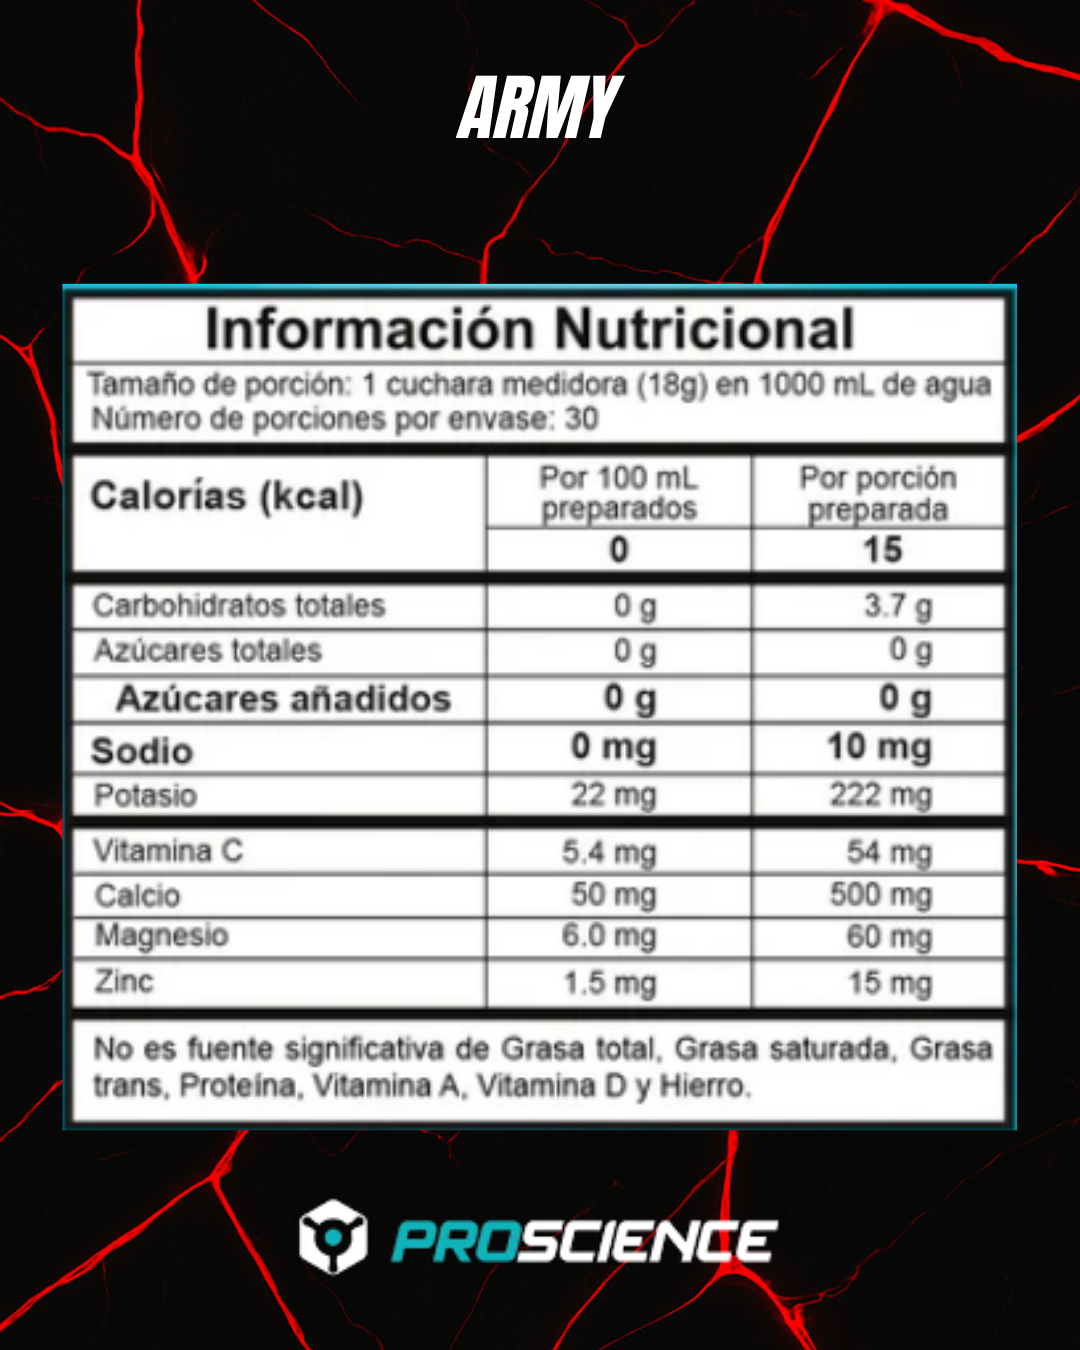 ARMY
Información Nutricional
Tamaño de porción: 1 cuchara medidora (18g) en 1000 mL de agua
Número de porciones por envase: 30
Calorías (kcal)
Por 100 mL preparados
Por porción preparada
0
15
Carbohidratos totales 0 g 3.7 g
Azúcares totales 0 g 0 g
Azúcares añadidos 0 g 0 g
Sodio 0 mg 10 mg
Potasio 22 mg 222 mg
Vitamina C 5.4 mg 54 mg
Calcio 50 mg 500 mg
Magnesio 6.0 mg 60 mg
Zinc 1.5 mg 15 mg
No es fuente significativa de Grasa total, Grasa saturada, Grasa
trans, Proteína, Vitamina A, Vitamina D y Hierro.
PROSCIENCE